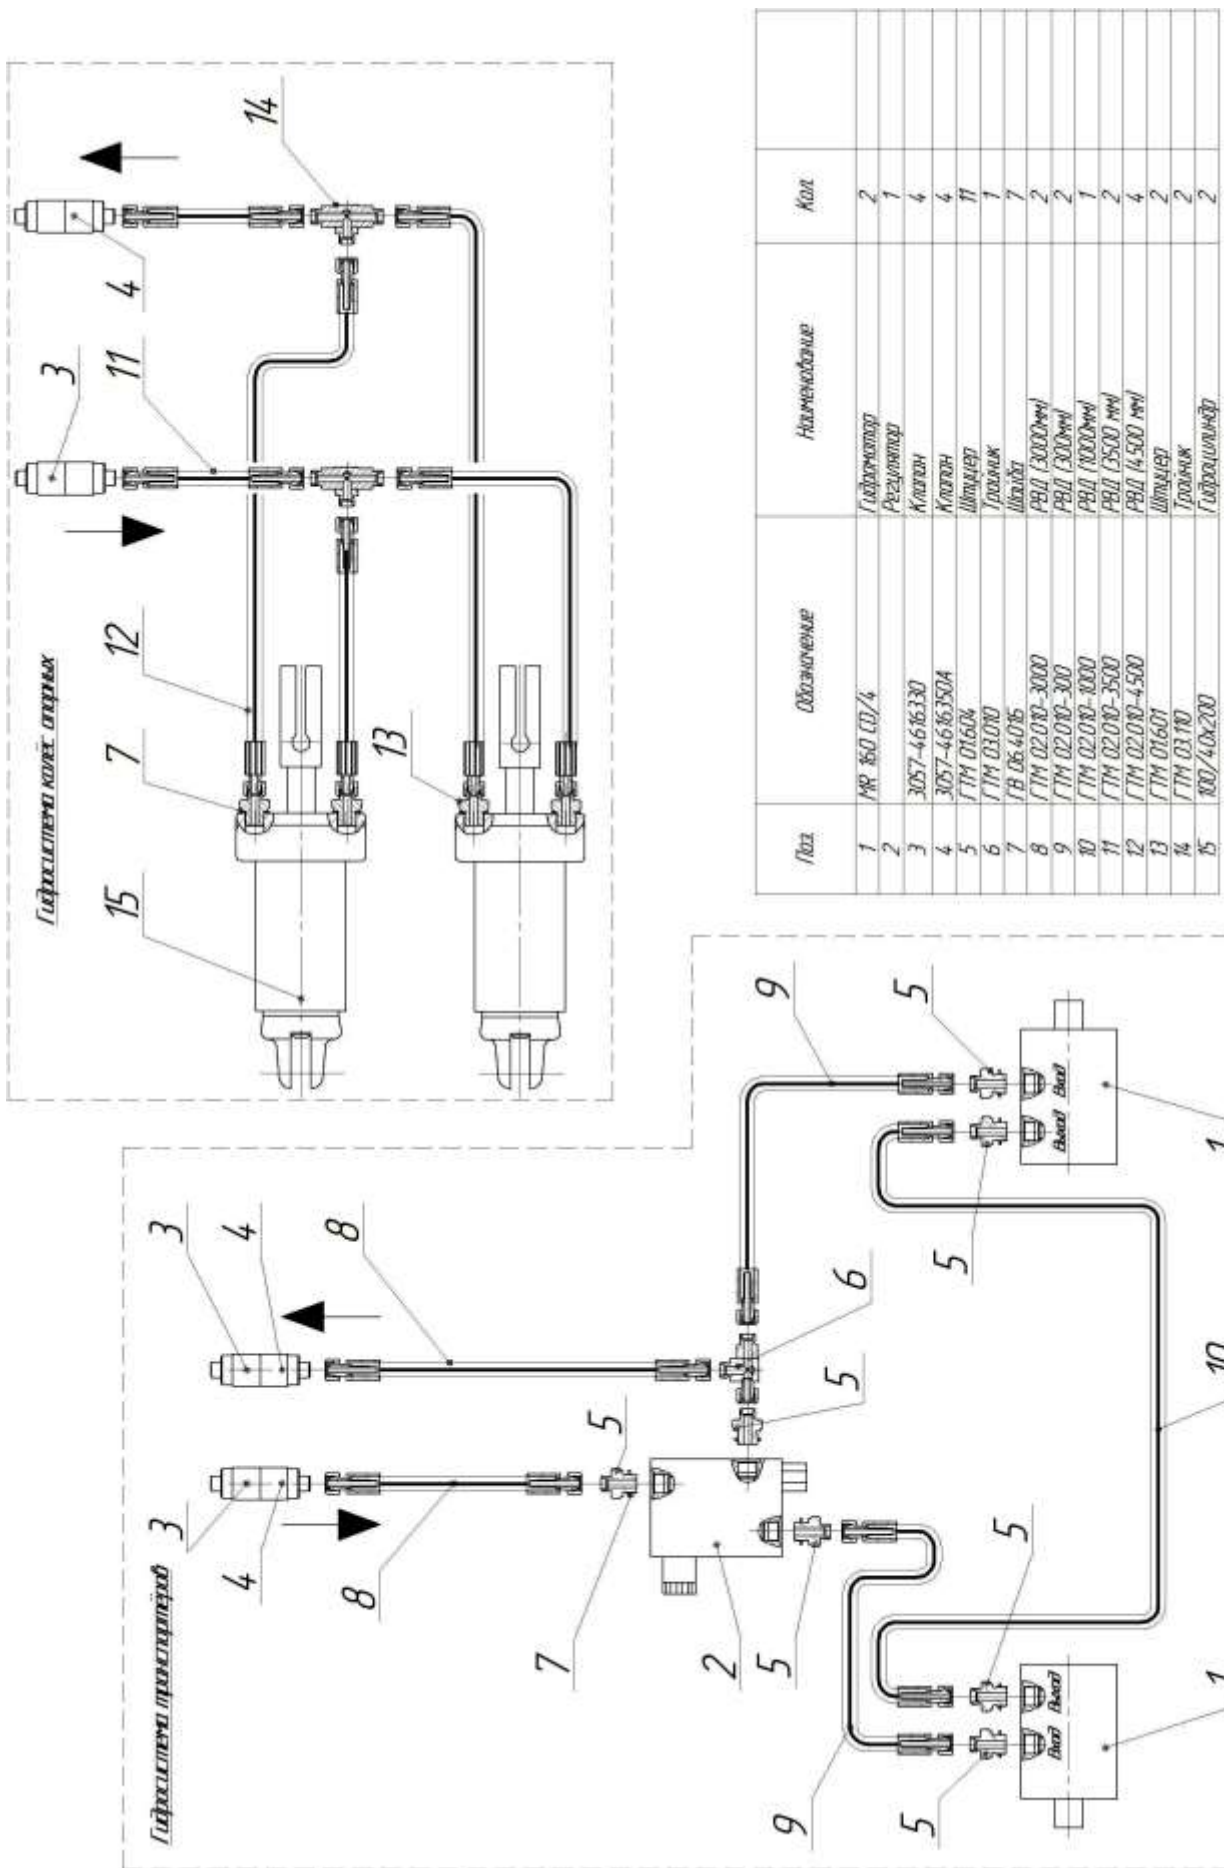 Гидросистема колёс опорных
15
7
12
11
3
4
14
13
Гидросистема транспортёров
3
3
4
4
8
8
7
5
2
5
5
6
9
9
5
5
5
5
1
10
1
Вход
Выход
Выход
Вход
Поз. Обозначение Наименование Кол.
1 MR 160 CD/4 Гидромотор 2
2 Регулятор 1
3 3057-4616330 Клапан 4
4 3057-4616350А Клапан 4
5 ГТМ 01.604 Штуцер 11
6 ГТМ 03.010 Тройник 1
7 ГВ 06.4.016 Шайба 7
8 ГТМ 02.010-3000 РВД (3000мм) 2
9 ГТМ 02.010-300 РВД (300мм) 2
10 ГТМ 02.010-1000 РВД (1000мм) 1
11 ГТМ 02.010-3500 РВД (3500 мм) 2
12 ГТМ 02.010-4500 РВД (4500 мм) 4
13 ГТМ 01.601 Штуцер 2
14 ГТМ 03.110 Тройник 2
15 100/40х200 Гидроцилиндр 2